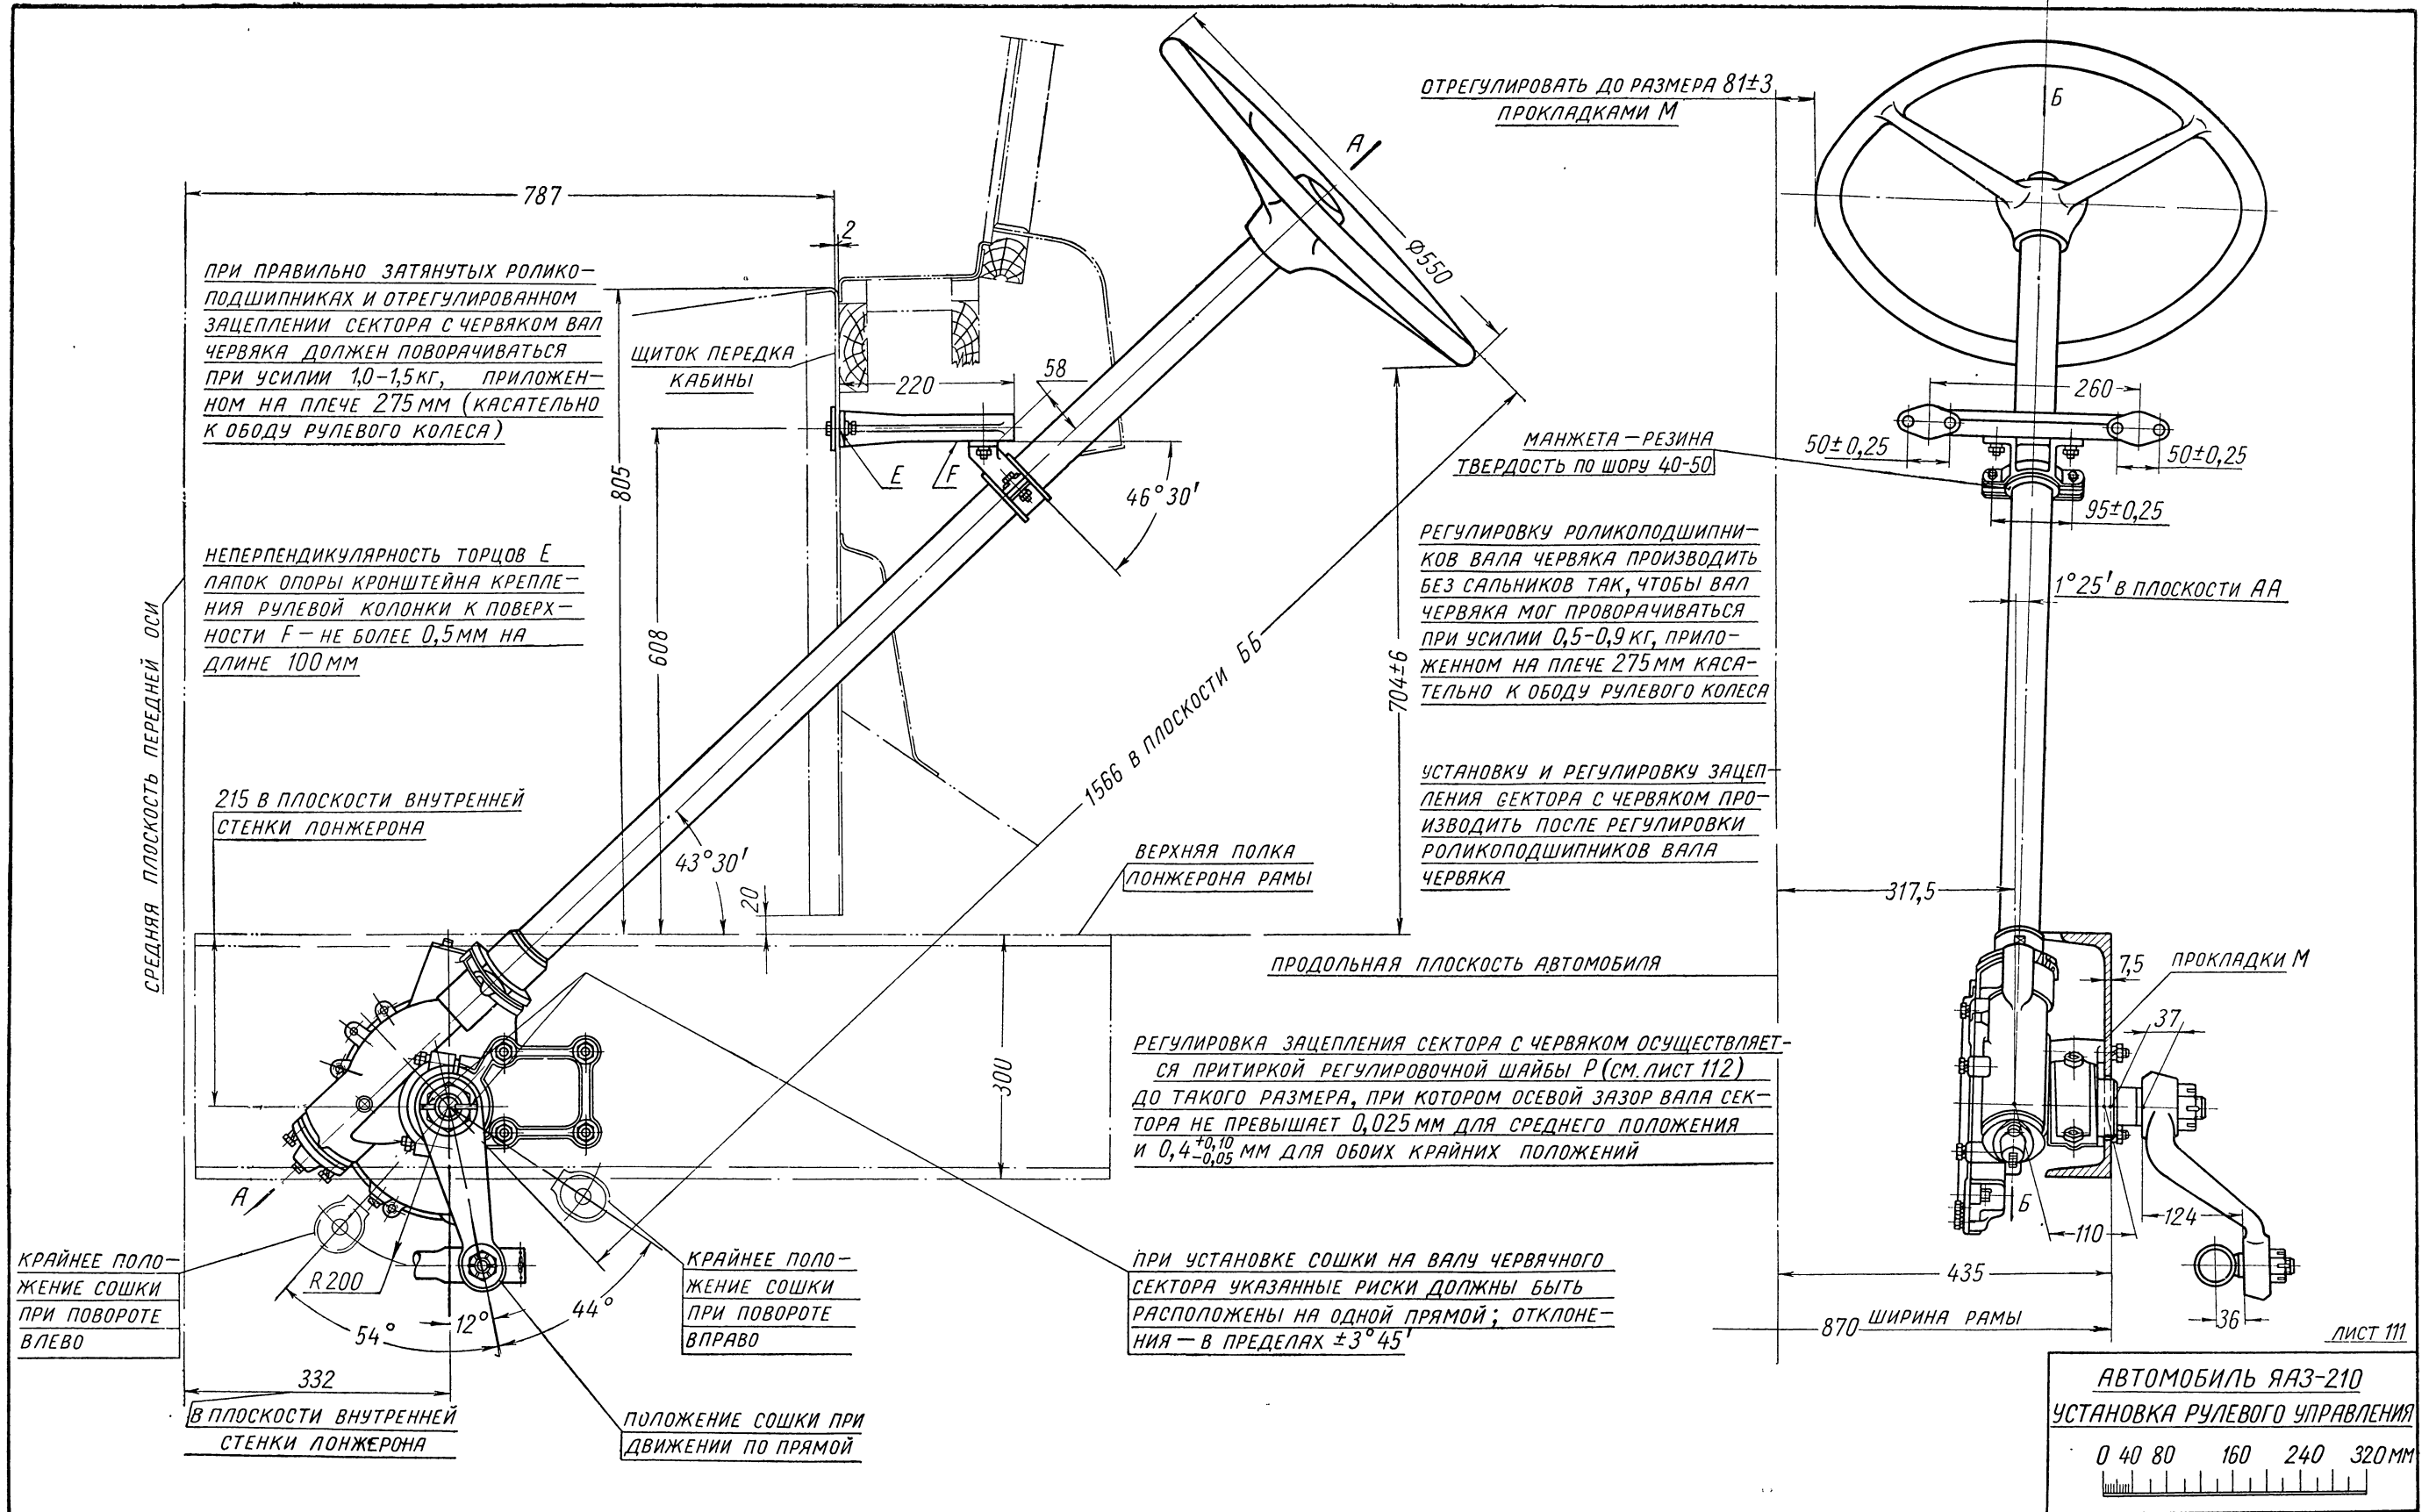 787
2
ПРИ ПРАВИЛЬНО ЗАТЯНУТЫХ РОЛИКО-
ПОДШИПНИКАХ И ОТРЕГУЛИРОВАННОМ
ЗАЦЕПЛЕНИИ СЕКТОРА С ЧЕРВЯКОМ ВАЛ
ЧЕРВЯКА ДОЛЖЕН ПОВОРАЧИВАТЬСЯ
ПРИ УСИЛИИ 1,0-1,5 КГ, ПРИЛОЖЕН-
НОМ НА ПЛЕЧЕ 275 ММ (КАСАТЕЛЬНО
К ОБОДУ РУЛЕВОГО КОЛЕСА)
ЩИТОК ПЕРЕДКА
КАБИНЫ
220
58
E
F
805
608
46°30'
А
Ø550
НЕПЕРПЕНДИКУЛЯРНОСТЬ ТОРЦОВ E
ЛАПОК ОПОРЫ КРОНШТЕЙНА КРЕПЛЕ-
НИЯ РУЛЕВОЙ КОЛОНКИ К ПОВЕРХ-
НОСТИ F — НЕ БОЛЕЕ 0,5 ММ НА
ДЛИНЕ 100 ММ
СРЕДНЯЯ ПЛОСКОСТЬ ПЕРЕДНЕЙ ОСИ
215 В ПЛОСКОСТИ ВНУТРЕННЕЙ
СТЕНКИ ЛОНЖЕРОНА
43°30'
20
1566 В ПЛОСКОСТИ ББ
704±6
ВЕРХНЯЯ ПОЛКА
ЛОНЖЕРОНА РАМЫ
300
А
КРАЙНЕЕ ПОЛО-
ЖЕНИЕ СОШКИ
ПРИ ПОВОРОТЕ
ВЛЕВО
R 200
54°
12°
44°
КРАЙНЕЕ ПОЛО-
ЖЕНИЕ СОШКИ
ПРИ ПОВОРОТЕ
ВПРАВО
332
В ПЛОСКОСТИ ВНУТРЕННЕЙ
СТЕНКИ ЛОНЖЕРОНА
ПОЛОЖЕНИЕ СОШКИ ПРИ
ДВИЖЕНИИ ПО ПРЯМОЙ
ОТРЕГУЛИРОВАТЬ ДО РАЗМЕРА 81±3
ПРОКЛАДКАМИ М
Б
260
МАНЖЕТА — РЕЗИНА
ТВЕРДОСТЬ ПО ШОРУ 40-50
50±0,25
50±0,25
95±0,25
РЕГУЛИРОВКУ РОЛИКОПОДШИПНИ-
КОВ ВАЛА ЧЕРВЯКА ПРОИЗВОДИТЬ
БЕЗ САЛЬНИКОВ ТАК, ЧТОБЫ ВАЛ
ЧЕРВЯКА МОГ ПРОВОРАЧИВАТЬСЯ
ПРИ УСИЛИИ 0,5-0,9 КГ, ПРИЛО-
ЖЕННОМ НА ПЛЕЧЕ 275 ММ КАСА-
ТЕЛЬНО К ОБОДУ РУЛЕВОГО КОЛЕСА
1°25' В ПЛОСКОСТИ АА
УСТАНОВКУ И РЕГУЛИРОВКУ ЗАЦЕП-
ЛЕНИЯ СЕКТОРА С ЧЕРВЯКОМ ПРО-
ИЗВОДИТЬ ПОСЛЕ РЕГУЛИРОВКИ
РОЛИКОПОДШИПНИКОВ ВАЛА
ЧЕРВЯКА
317,5
ПРОДОЛЬНАЯ ПЛОСКОСТЬ АВТОМОБИЛЯ
7,5
ПРОКЛАДКИ М
37
РЕГУЛИРОВКА ЗАЦЕПЛЕНИЯ СЕКТОРА С ЧЕРВЯКОМ ОСУЩЕСТВЛЯЕТ-
СЯ ПРИТИРКОЙ РЕГУЛИРОВОЧНОЙ ШАЙБЫ Р (СМ. ЛИСТ 112)
ДО ТАКОГО РАЗМЕРА, ПРИ КОТОРОМ ОСЕВОЙ ЗАЗОР ВАЛА СЕК-
ТОРА НЕ ПРЕВЫШАЕТ 0,025 ММ ДЛЯ СРЕДНЕГО ПОЛОЖЕНИЯ
И 0,4 +0,10 -0,05 ММ ДЛЯ ОБОИХ КРАЙНИХ ПОЛОЖЕНИЙ
Б
110
124
ПРИ УСТАНОВКЕ СОШКИ НА ВАЛУ ЧЕРВЯЧНОГО
СЕКТОРА УКАЗАННЫЕ РИСКИ ДОЛЖНЫ БЫТЬ
РАСПОЛОЖЕНЫ НА ОДНОЙ ПРЯМОЙ; ОТКЛОНЕ-
НИЯ — В ПРЕДЕЛАХ ±3°45'
435
36
870 ШИРИНА РАМЫ
ЛИСТ 111
АВТОМОБИЛЬ ЯАЗ-210
УСТАНОВКА РУЛЕВОГО УПРАВЛЕНИЯ
0 40 80 160 240 320 ММ